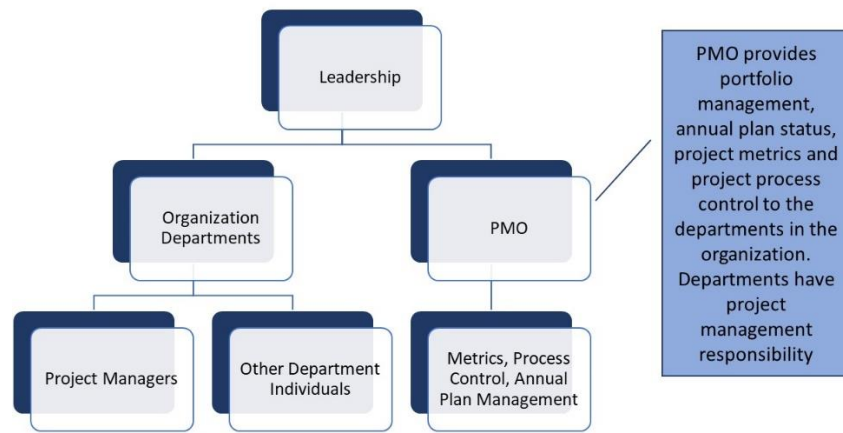 Leadership
Organization
Departments
PMO
Project Managers
Other Department
Individuals
Metrics, Process
Control, Annual
Plan Management
PMO provides
portfolio
management,
annual plan status,
project metrics and
project process
control to the
departments in the
organization.
Departments have
project
management
responsibility